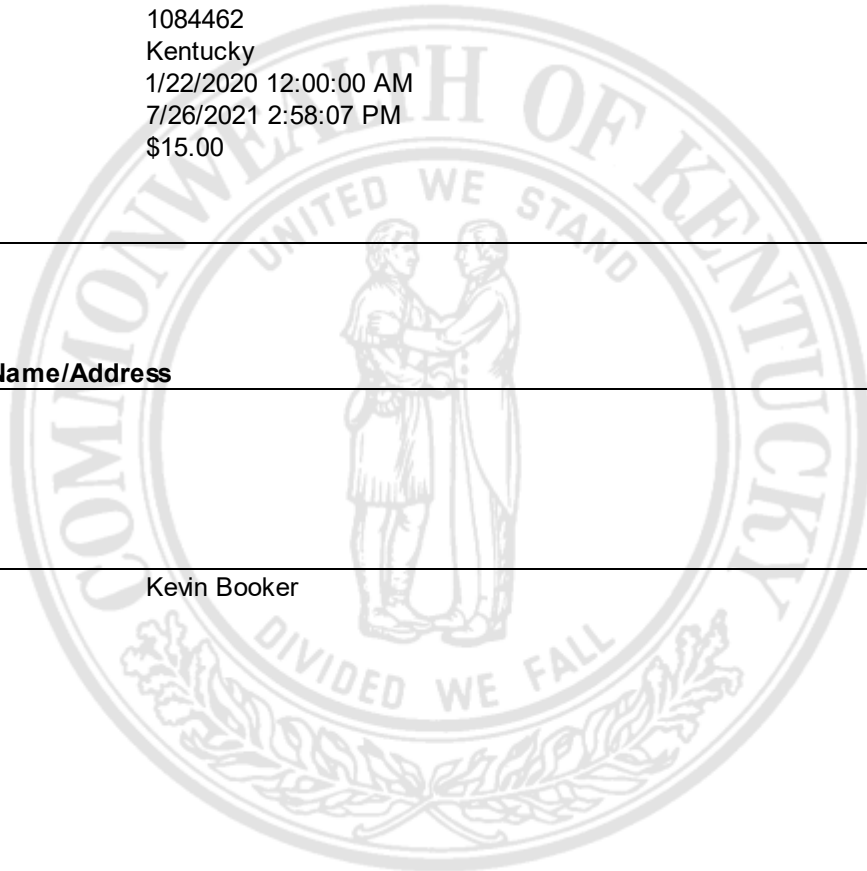 1084462
Kentucky
1/22/2020 12:00:00 AM
7/26/2021 2:58:07 PM
$15.00
COMMONWEALTH OF KENTUCKY
UNITED WE STAND
Name/Address
Kevin Booker
DIVIDED WE FALL